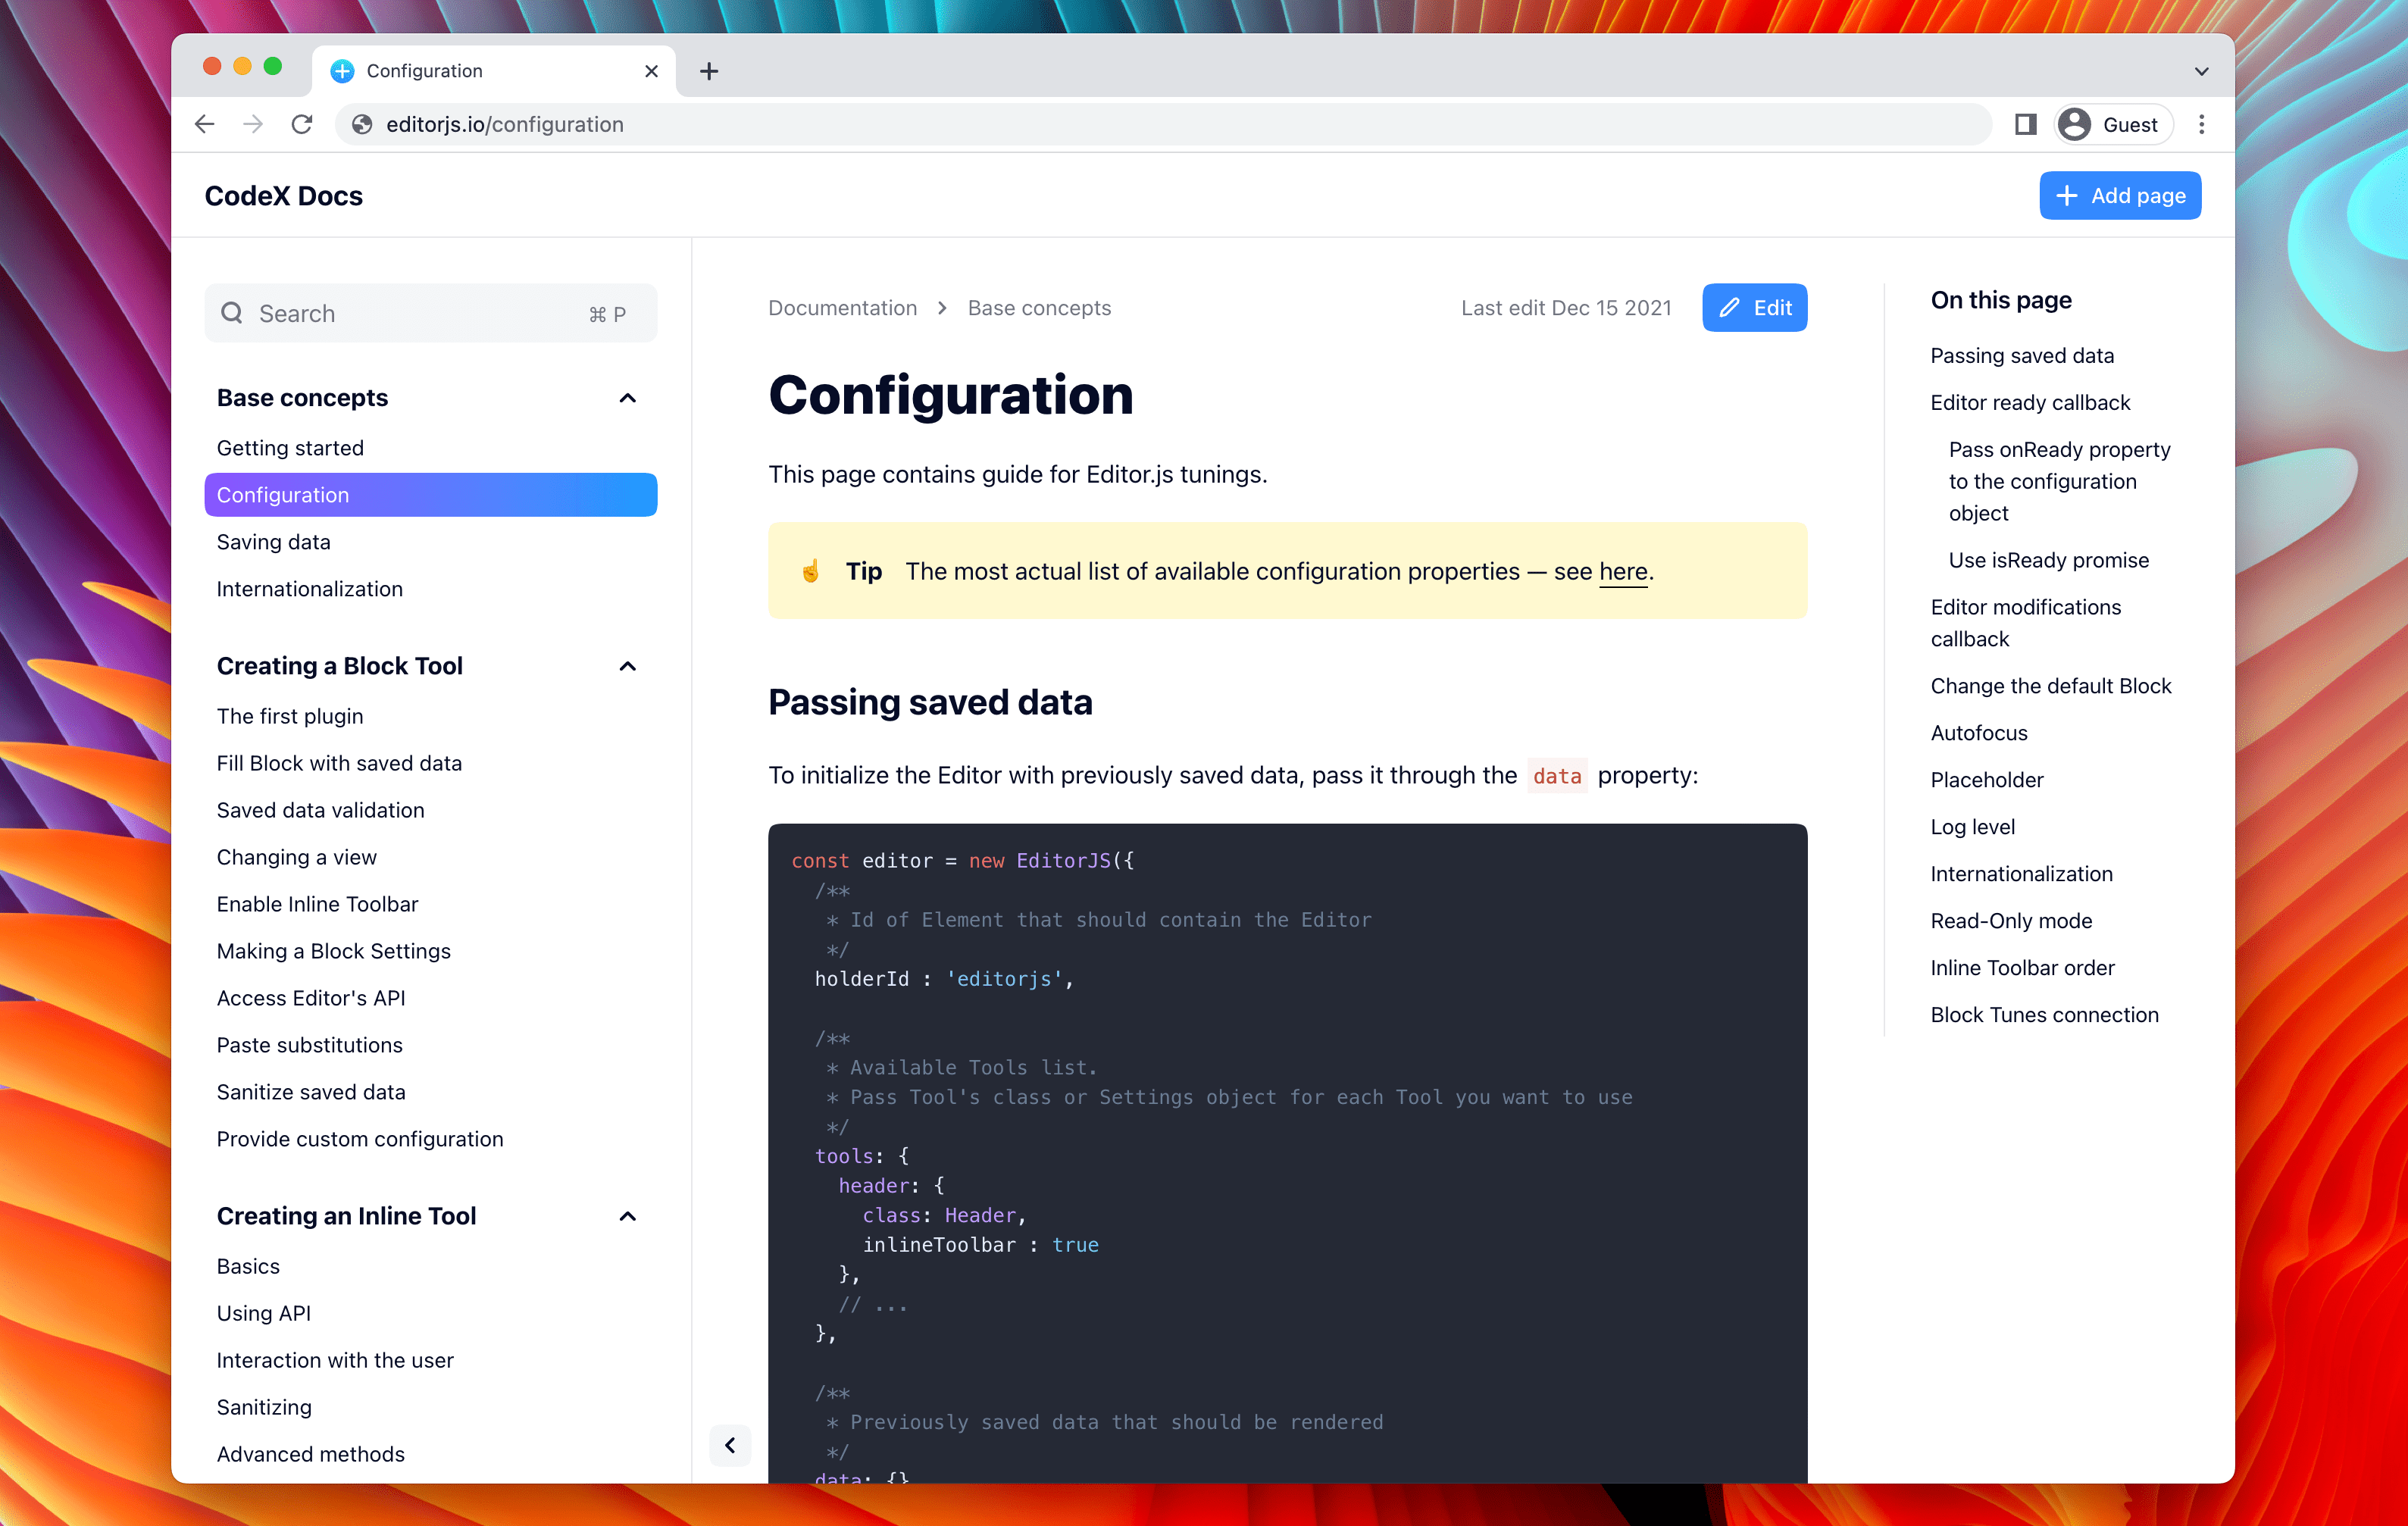 Configuration
editorjs.io/configuration
Guest
CodeX Docs
Add page
Search
⌘ P
Base concepts
Getting started
Configuration
Saving data
Internationalization
Creating a Block Tool
The first plugin
Fill Block with saved data
Saved data validation
Changing a view
Enable Inline Toolbar
Making a Block Settings
Access Editor's API
Paste substitutions
Sanitize saved data
Provide custom configuration
Creating an Inline Tool
Basics
Using API
Interaction with the user
Sanitizing
Advanced methods
Documentation > Base concepts
Last edit Dec 15 2021
Edit
Configuration
This page contains guide for Editor.js tunings.
☝️ Tip The most actual list of available configuration properties — see here.
Passing saved data
To initialize the Editor with previously saved data, pass it through the data property:
const editor = new EditorJS({
  /**
   * Id of Element that should contain the Editor
   */
  holderId : 'editorjs',
  /**
   * Available Tools list.
   * Pass Tool's class or Settings object for each Tool you want to use
   */
  tools: {
    header: {
      class: Header,
      inlineToolbar : true
    },
    // ...
  },
  /**
   * Previously saved data that should be rendered
   */
  data: {}
On this page
Passing saved data
Editor ready callback
Pass onReady property
to the configuration
object
Use isReady promise
Editor modifications
callback
Change the default Block
Autofocus
Placeholder
Log level
Internationalization
Read-Only mode
Inline Toolbar order
Block Tunes connection